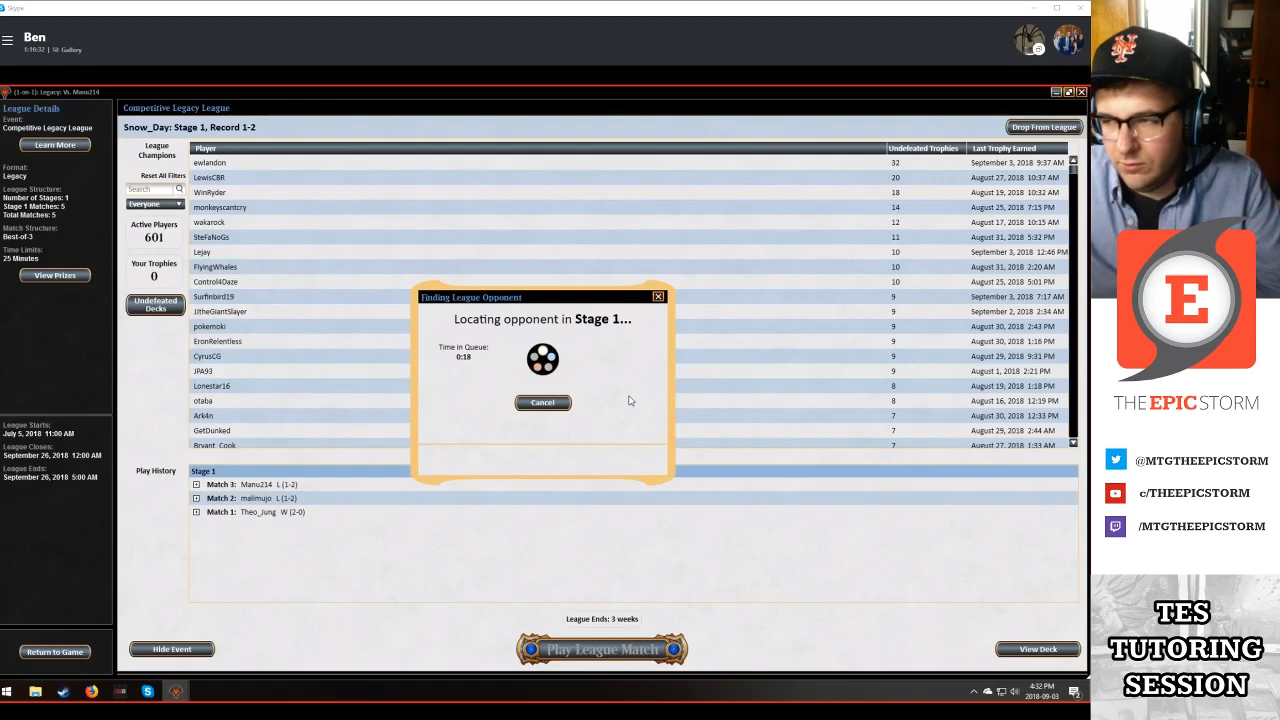 Skype
Ben
1:16:32 | Gallery
(1-on-1): Legacy: Vs. Manu214
League Details
Event:
Competitive Legacy League
Learn More
Format:
Legacy
League Structure:
Number of Stages: 1
Stage 1 Matches: 5
Total Matches: 5
Match Structure:
Best-of-3
Time Limits:
25 Minutes
View Prizes
League Starts:
July 5, 2018 11:00 AM
League Closes:
September 26, 2018 12:00 AM
League Ends:
September 26, 2018 5:00 AM
Return to Game
Competitive Legacy League
Snow_Day: Stage 1, Record 1-2
Drop From League
League Champions
Reset All Filters
Search
Everyone
Active Players
601
Your Trophies
0
Undefeated Decks
Player Undefeated Trophies Last Trophy Earned
ewlandon 32 September 3, 2018 9:37 AM
LewisCBR 20 August 27, 2018 10:37 AM
WinRyder 18 August 19, 2018 10:32 AM
monkeyscantcry 14 August 25, 2018 7:15 PM
wakarock 12 August 17, 2018 10:15 AM
SteFaNoGs 11 August 31, 2018 5:32 PM
Lejay 10 September 3, 2018 12:46 PM
FlyingWhales 10 August 31, 2018 2:20 AM
Control4Daze 10 August 25, 2018 5:01 PM
Surfinbird19 9 September 3, 2018 7:17 AM
JJtheGiantSlayer 9 September 2, 2018 2:34 AM
pokemoki 9 August 30, 2018 2:43 PM
EronRelentless 9 August 30, 2018 1:16 PM
CyrusCG 9 August 29, 2018 9:31 PM
JPA93 9 August 1, 2018 2:21 PM
Lonestar16 8 August 19, 2018 1:18 PM
otaba 8 August 16, 2018 12:19 PM
Ark4n 7 August 30, 2018 12:33 PM
GetDunked 7 August 29, 2018 2:44 AM
Bryant_Cook 7 August 27, 2018 1:33 AM
Finding League Opponent
Locating opponent in Stage 1...
Time in Queue:
0:18
Cancel
Play History
Stage 1
Match 3: Manu214 L (1-2)
Match 2: malimujo L (1-2)
Match 1: Theo_Jung W (2-0)
League Ends: 3 weeks
Hide Event
Play League Match
View Deck
4:32 PM
2018-09-03
2
E
THE EPIC STORM
@MTGTHEEPICSTORM
c/THEEPICSTORM
/MTGTHEEPICSTORM
TES
TUTORING
SESSION